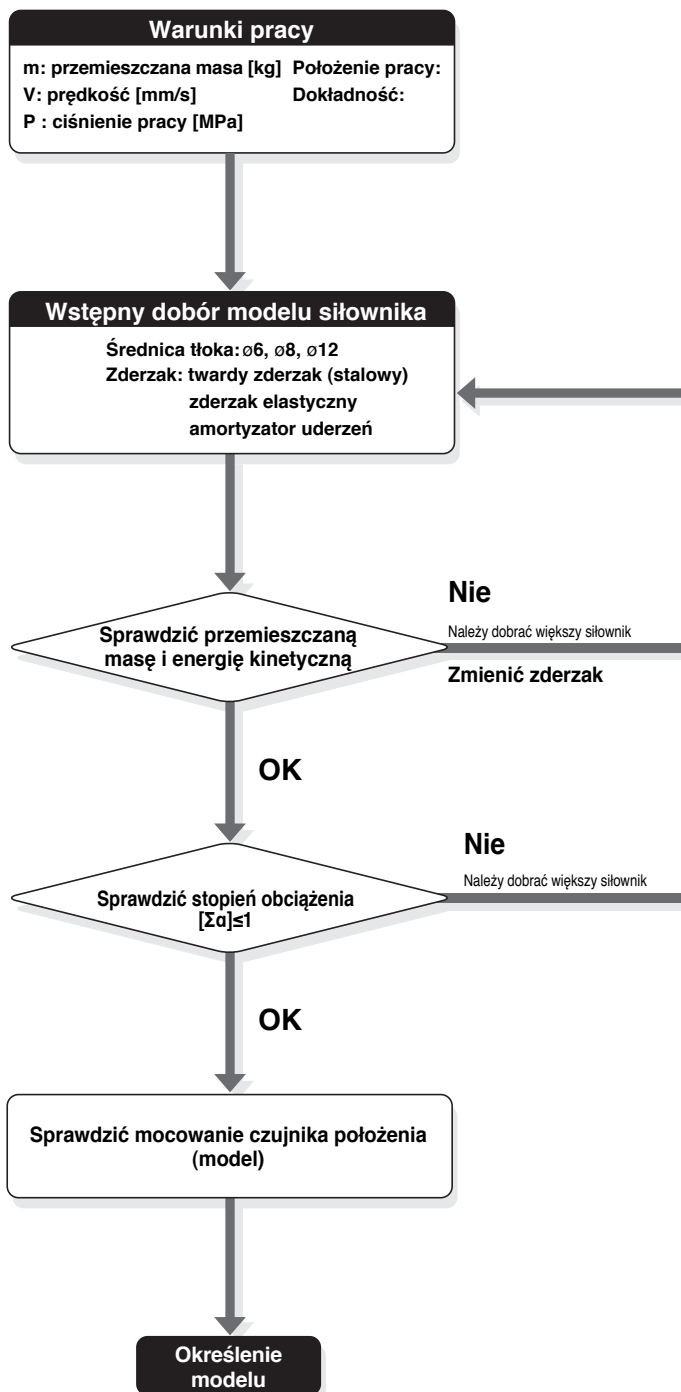 Warunki pracy
m: przemieszczana masa [kg] Położenie pracy:
V: prędkość [mm/s] Dokładność:
P : ciśnienie pracy [MPa]
Wstępny dobór modelu siłownika
Średnica tłoka: ø6, ø8, ø12
Zderzak: twardy zderzak (stalowy)
zderzak elastyczny
amortyzator uderzeń
Sprawdzić przemieszczaną
masę i energię kinetyczną
Nie
Należy dobrać większy siłownik
Zmienić zderzak
OK
Sprawdzić stopień obciążenia
[Σα]≤1
Nie
Należy dobrać większy siłownik
OK
Sprawdzić mocowanie czujnika położenia
(model)
Określenie
modelu